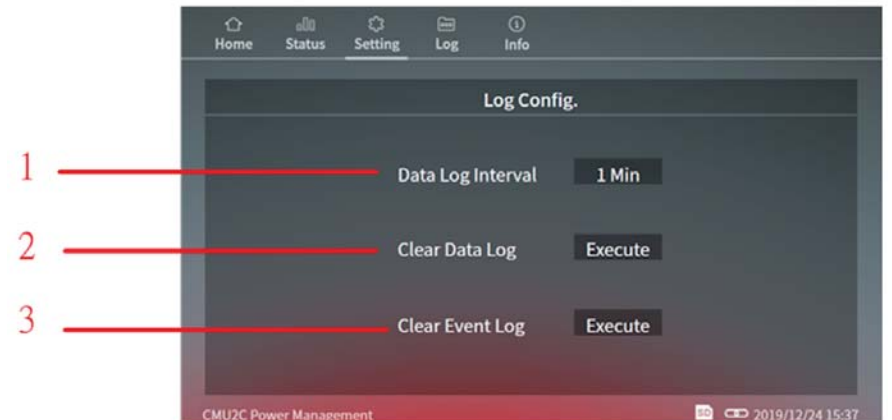 Home Status Setting Log Info
Log Config.
1 Data Log Interval 1 Min
2 Clear Data Log Execute
3 Clear Event Log Execute
CMU2C Power Management SD 2019/12/24 15:37